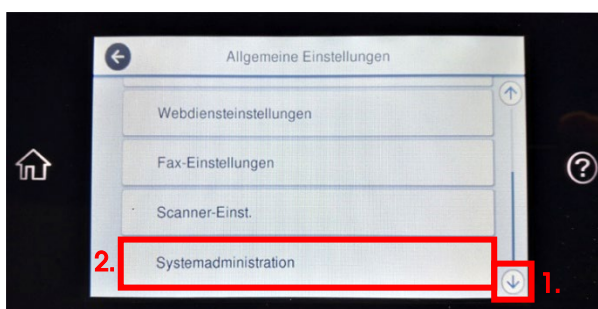 Allgemeine Einstellungen
Webdiensteinstellungen
Fax-Einstellungen
Scanner-Einst.
2. Systemadministration
1.